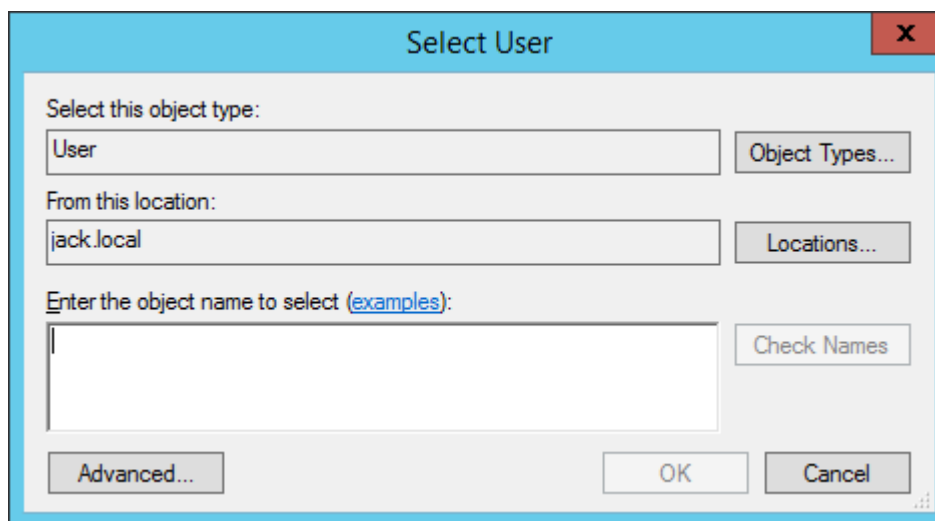 Select User
x
Select this object type:
User
Object Types...
From this location:
jack.local
Locations...
Enter the object name to select (examples):
Check Names
Advanced...
OK
Cancel